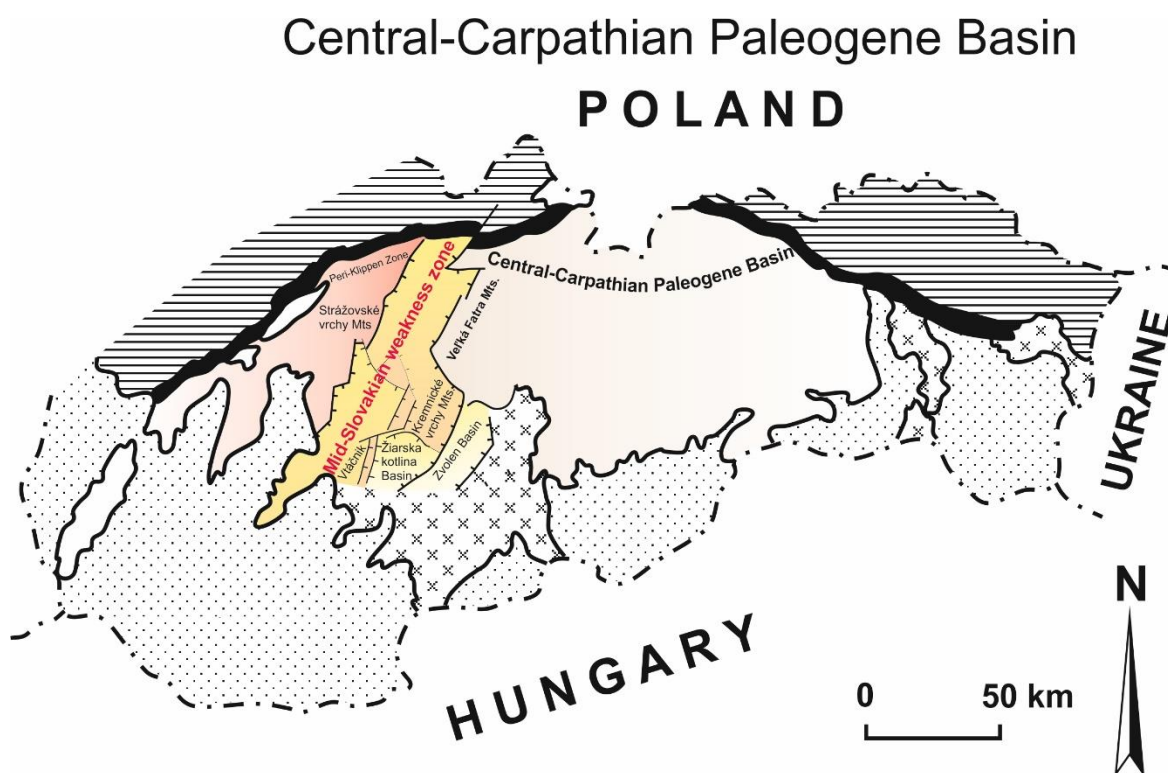 Central-Carpathian Paleogene Basin
POLAND
Peri-Klippen Zone
Strážovské
vrchy Mts
Mid-Slovakian weakness zone
Central-Carpathian Paleogene Basin
Veľká Fatra Mts.
Kremnické
vrchy Mts.
Vtáčnik
Žiarska
kotlina
Basin
Zvolen Basin
UKRAINE
HUNGARY
0 50 km
N